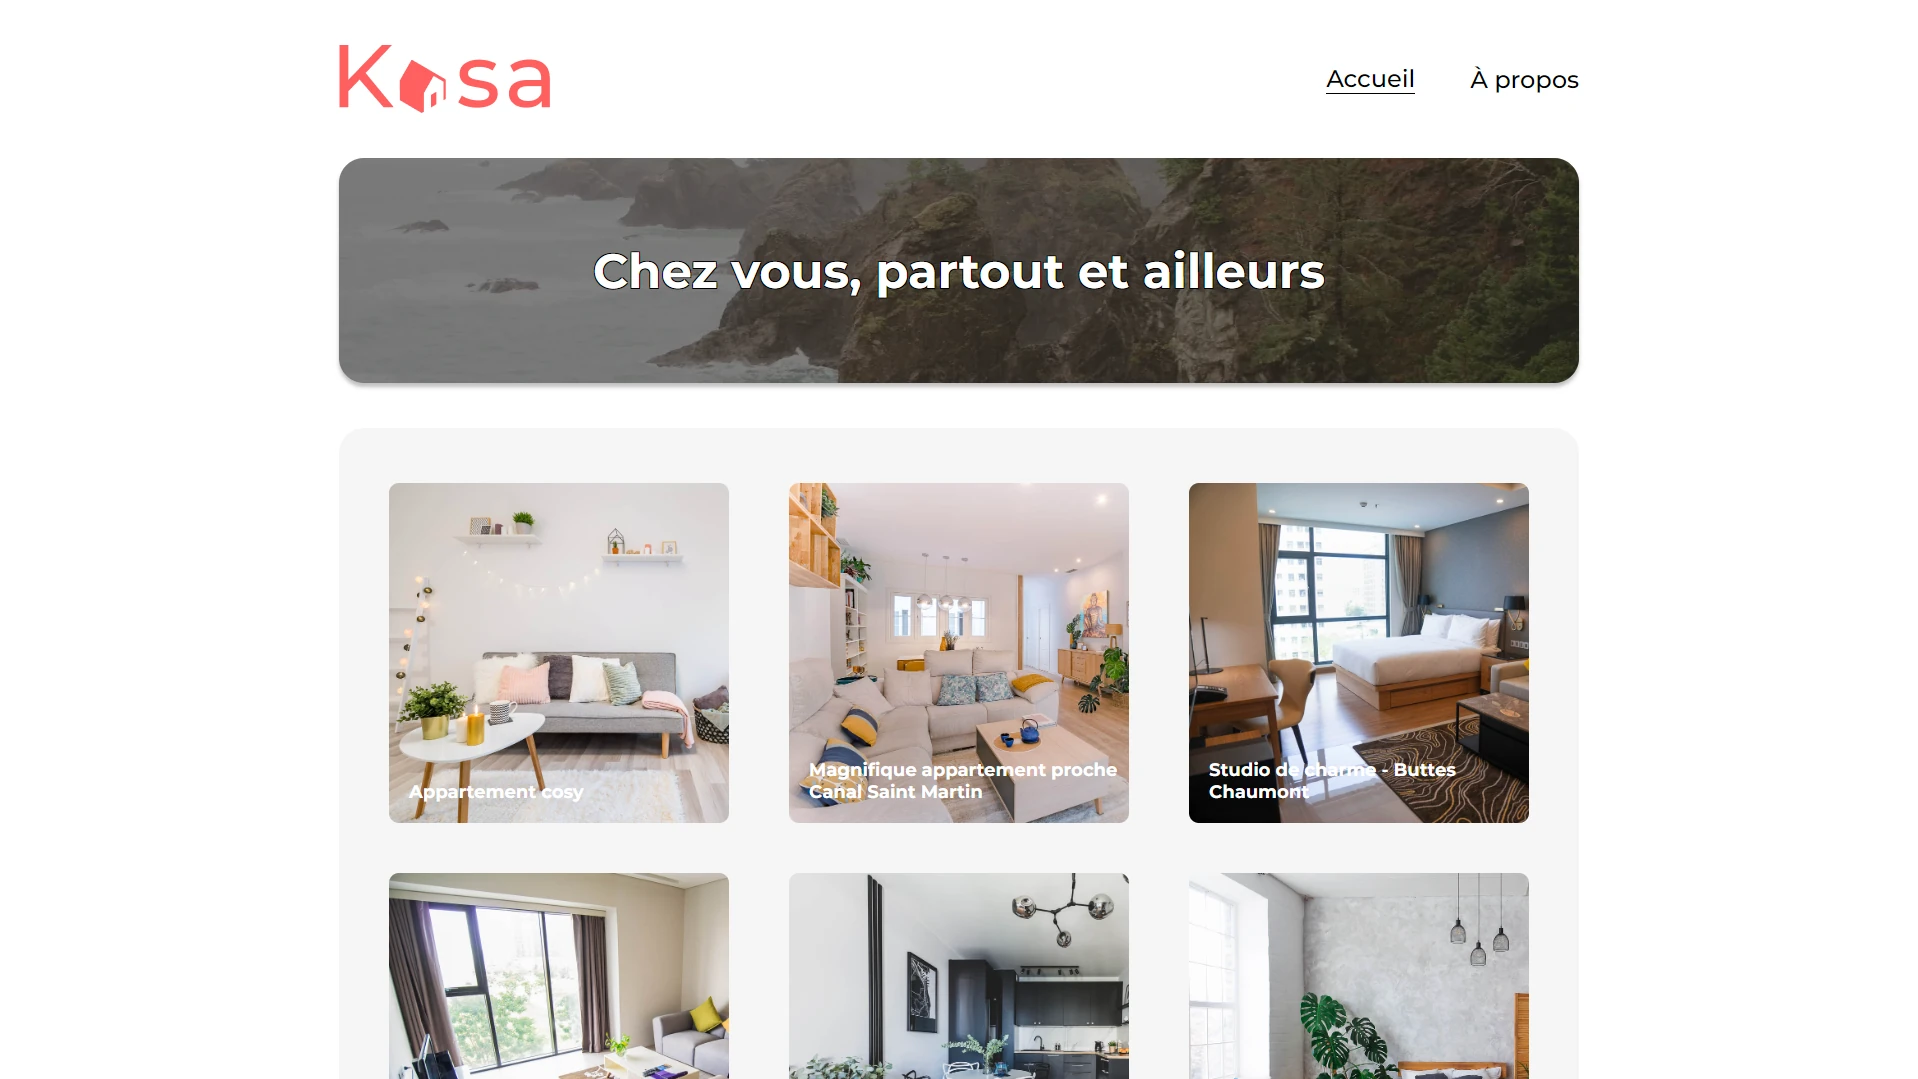 Kasa
Accueil
À propos
Chez vous, partout et ailleurs
Appartement cosy
Magnifique appartement proche
Canal Saint Martin
Studio de charme - Buttes
Chaumont